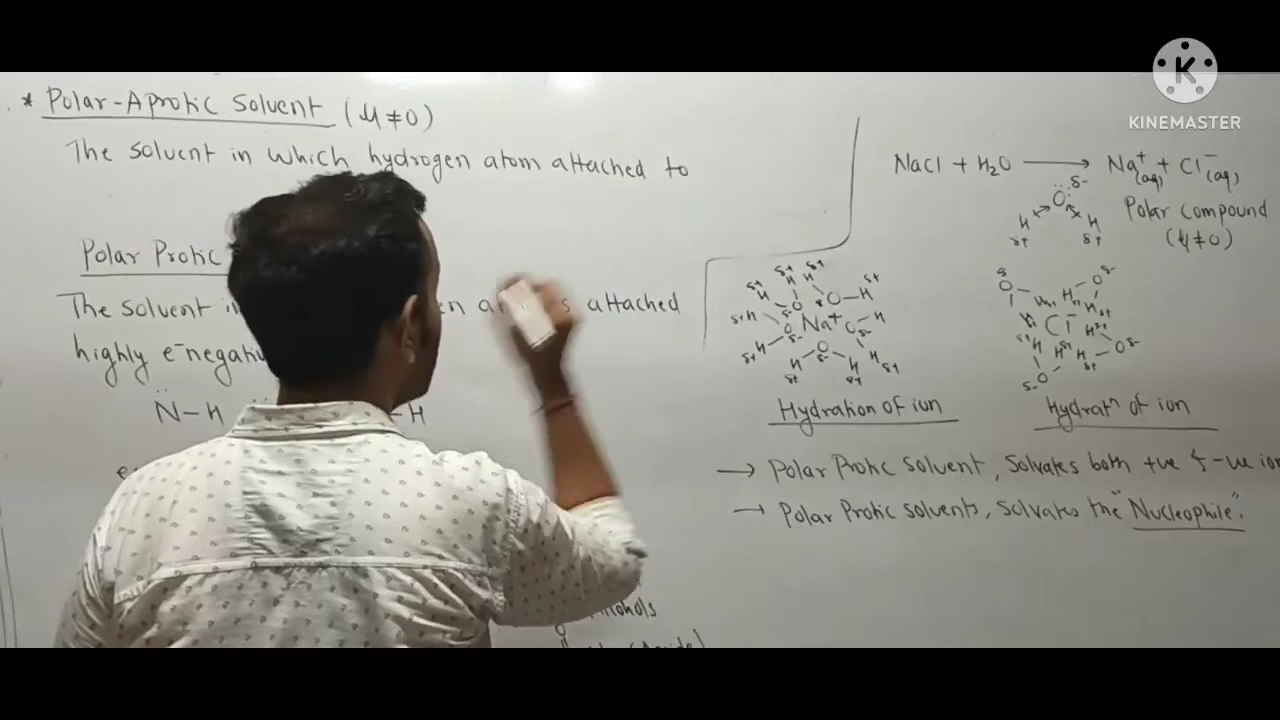 * Polar-Aprotic Solvent (μ≠0)
The solvent in which hydrogen atom attached to
Polar Protic
The solvent attached
highly e-negati
N-H -H
cohols
NaCl + H₂O → Na⁺(aq) + Cl⁻(aq)
δ-
O
H H
δ+ δ+
Polar compound
(μ≠0)
Na⁺
Cl⁻
Hydration of ion
Hydratⁿ of ion
→ Polar Protic solvent, Solvates both +ve & -ve ion
→ Polar Protic solvents, solvates the "Nucleophile".
K
KINEMASTER